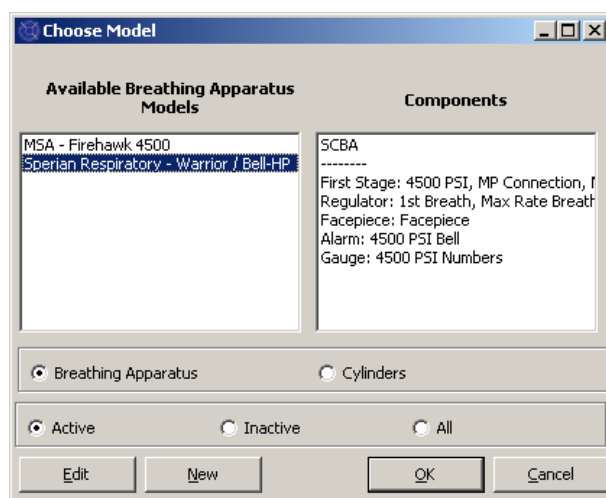 Choose Model
Available Breathing Apparatus
Models
Components
MSA - Firehawk 4500
Sperian Respiratory - Warrior / Bell-HP
SCBA
--------
First Stage: 4500 PSI, MP Connection,
Regulator: 1st Breath, Max Rate Breath
Facepiece: Facepiece
Alarm: 4500 PSI Bell
Gauge: 4500 PSI Numbers
Breathing Apparatus
Cylinders
Active
Inactive
All
Edit
New
OK
Cancel